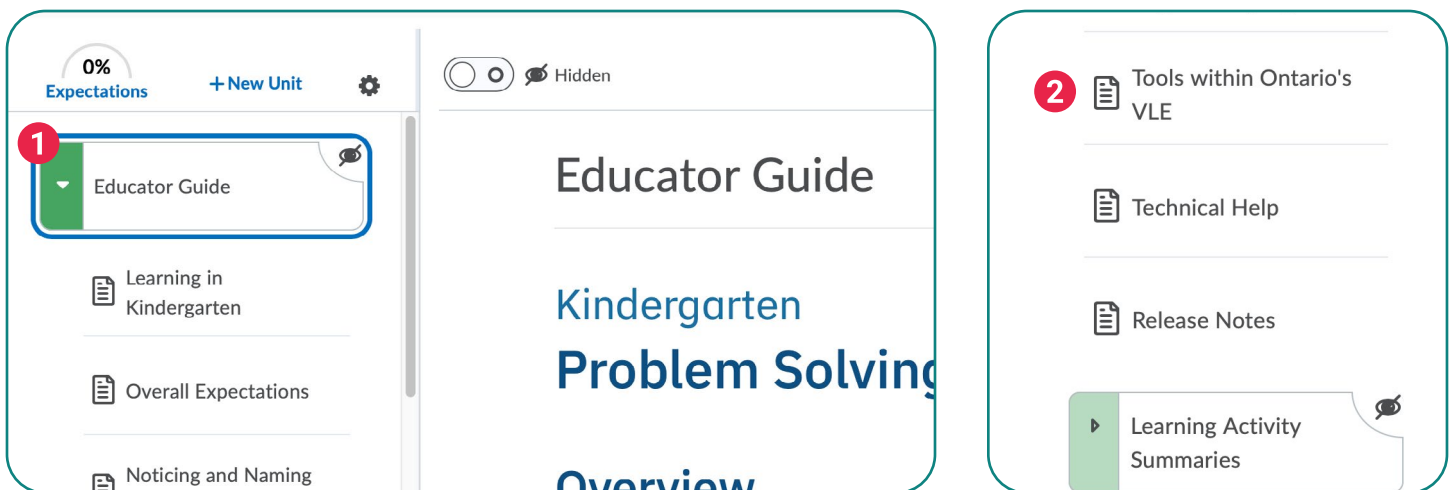 0%
Expectations
+ New Unit
Hidden
1
Educator Guide
Learning in
Kindergarten
Overall Expectations
Noticing and Naming
Educator Guide
Kindergarten
Problem Solving
Overview
2
Tools within Ontario's
VLE
Technical Help
Release Notes
Learning Activity
Summaries